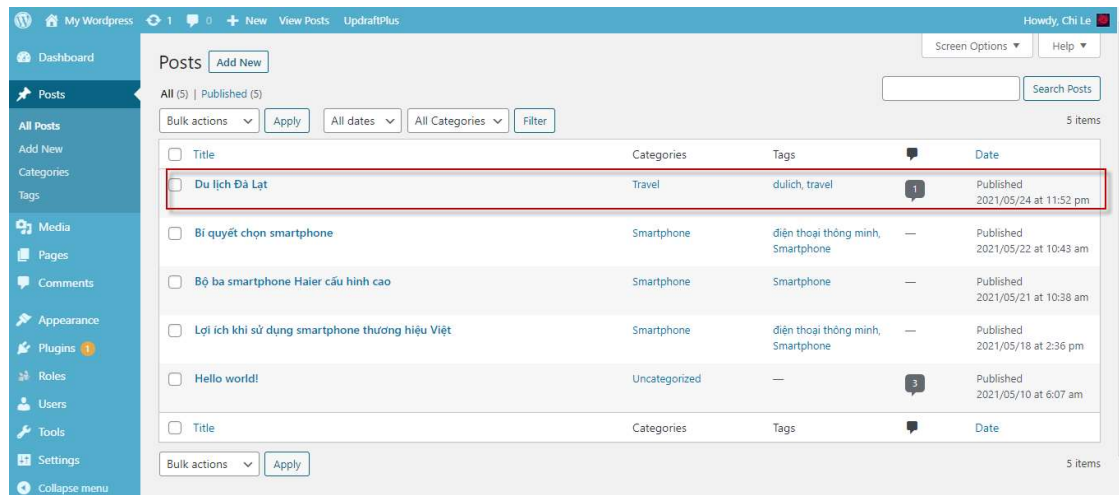 My Wordpress 1 0 New View Posts UpdraftPlus Howdy, Chi Le
Dashboard
Posts
All Posts
Add New
Categories
Tags
Media
Pages
Comments
Appearance
Plugins 1
Roles
Users
Tools
Settings
Collapse menu
Screen Options Help
Posts Add New
All (5) | Published (5)
Search Posts
Bulk actions Apply All dates All Categories Filter 5 items
Title Categories Tags Date
Du lịch Đà Lạt Travel dulich, travel 1 Published
2021/05/24 at 11:52 pm
Bí quyết chọn smartphone Smartphone điện thoại thông minh, — Published
Smartphone 2021/05/22 at 10:43 am
Bộ ba smartphone Haier cấu hình cao Smartphone Smartphone — Published
2021/05/21 at 10:38 am
Lợi ích khi sử dụng smartphone thương hiệu Việt Smartphone điện thoại thông minh, — Published
Smartphone 2021/05/18 at 2:36 pm
Hello world! Uncategorized — 3 Published
2021/05/10 at 6:07 am
Title Categories Tags Date
Bulk actions Apply 5 items